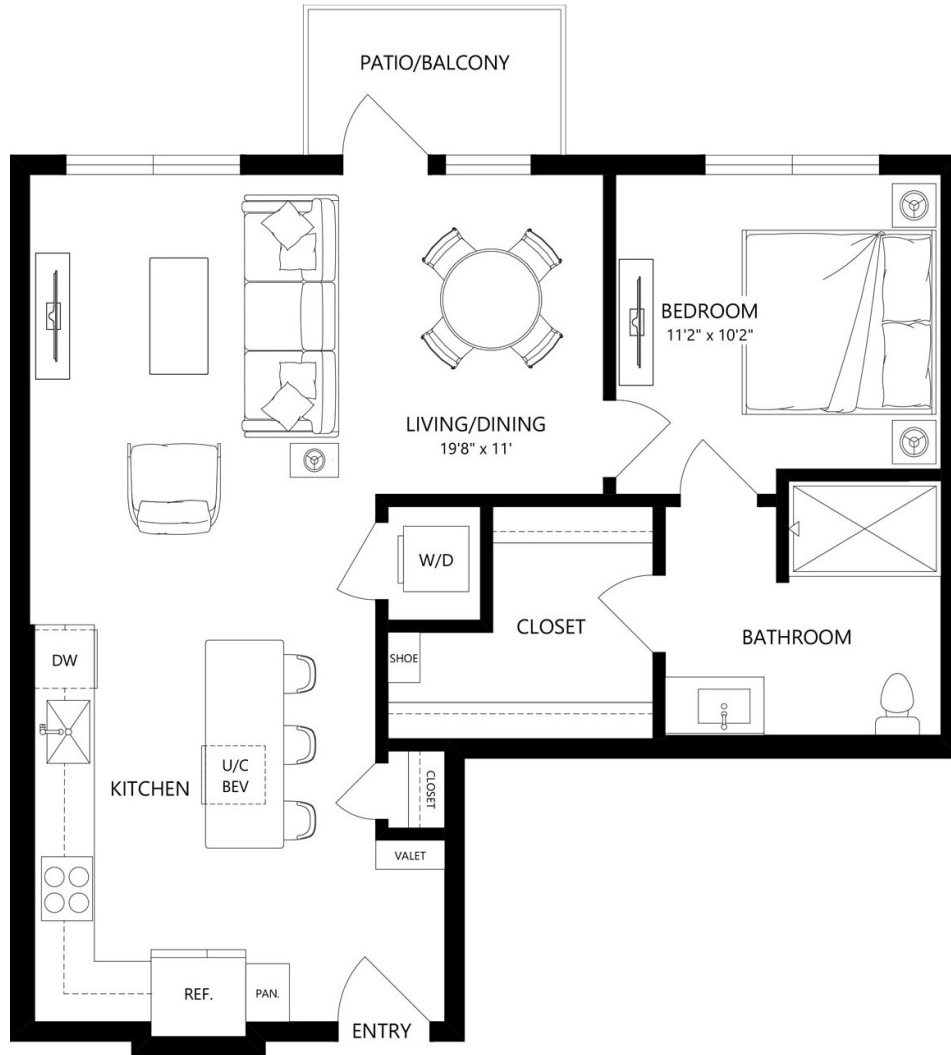 PATIO/BALCONY
BEDROOM
11'2" x 10'2"
LIVING/DINING
19'8" x 11'
W/D
CLOSET
SHOE
BATHROOM
DW
U/C
BEV
KITCHEN
CLOSET
VALET
REF.
PAN.
ENTRY